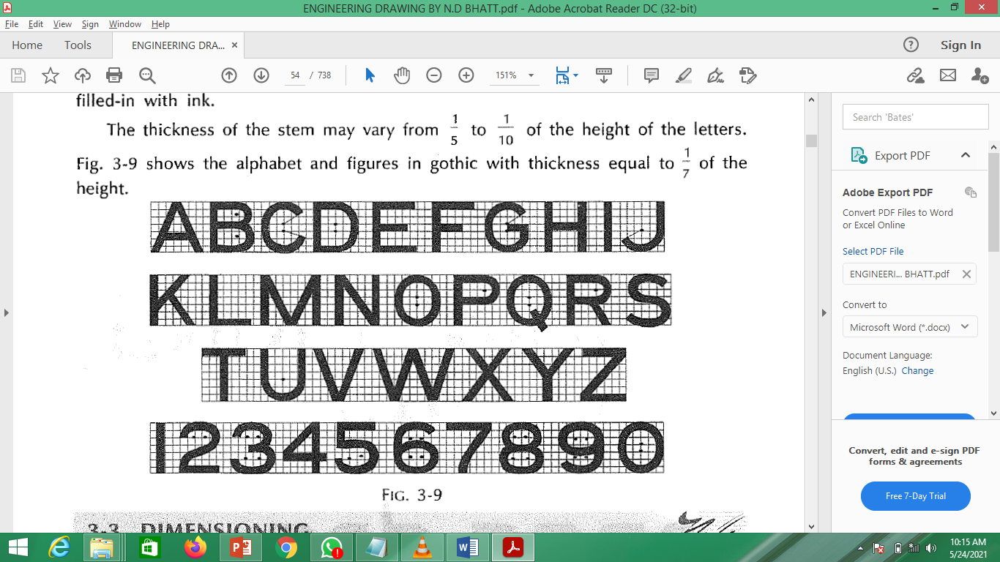 ENGINEERING DRAWING BY N.D BHATT.pdf - Adobe Acrobat Reader DC (32-bit)
File Edit View Sign Window Help
Home Tools ENGINEERING DRA... × Sign In
54 / 738 151%
filled-in with ink.
The thickness of the stem may vary from 1/5 to 1/10 of the height of the letters.
Fig. 3-9 shows the alphabet and figures in gothic with thickness equal to 1/7 of the
height.
ABCDEFGHIJ
KLMNOPQRS
TUVWXYZ
1234567890
FIG. 3-9
3-3 DIMENSIONING
Search 'Bates'
Export PDF
Adobe Export PDF
Convert PDF Files to Word
or Excel Online
Select PDF File
ENGINEERI... BHATT.pdf
Convert to
Microsoft Word (*.docx)
Document Language:
English (U.S.) Change
Convert, edit and e-sign PDF
forms & agreements
Free 7-Day Trial
10:15 AM
5/24/2021